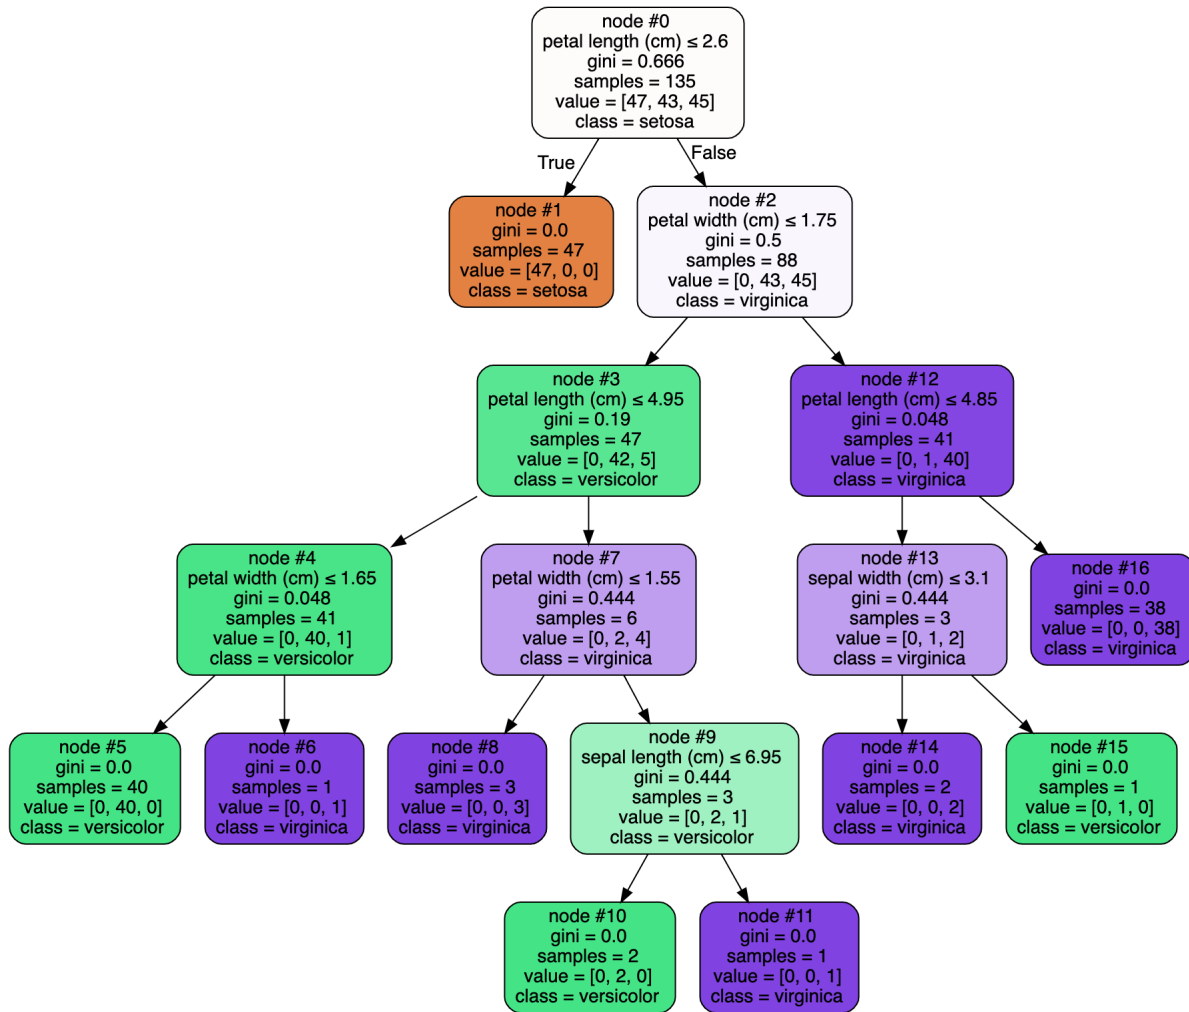 node #0
petal length (cm) ≤ 2.6
gini = 0.666
samples = 135
value = [47, 43, 45]
class = setosa
True
False
node #1
gini = 0.0
samples = 47
value = [47, 0, 0]
class = setosa
node #2
petal width (cm) ≤ 1.75
gini = 0.5
samples = 88
value = [0, 43, 45]
class = virginica
node #3
petal length (cm) ≤ 4.95
gini = 0.19
samples = 47
value = [0, 42, 5]
class = versicolor
node #12
petal length (cm) ≤ 4.85
gini = 0.048
samples = 41
value = [0, 1, 40]
class = virginica
node #4
petal width (cm) ≤ 1.65
gini = 0.048
samples = 41
value = [0, 40, 1]
class = versicolor
node #7
petal width (cm) ≤ 1.55
gini = 0.444
samples = 6
value = [0, 2, 4]
class = virginica
node #13
sepal width (cm) ≤ 3.1
gini = 0.444
samples = 3
value = [0, 1, 2]
class = virginica
node #16
gini = 0.0
samples = 38
value = [0, 0, 38]
class = virginica
node #5
gini = 0.0
samples = 40
value = [0, 40, 0]
class = versicolor
node #6
gini = 0.0
samples = 1
value = [0, 0, 1]
class = virginica
node #8
gini = 0.0
samples = 3
value = [0, 0, 3]
class = virginica
node #9
sepal length (cm) ≤ 6.95
gini = 0.444
samples = 3
value = [0, 2, 1]
class = versicolor
node #14
gini = 0.0
samples = 2
value = [0, 0, 2]
class = virginica
node #15
gini = 0.0
samples = 1
value = [0, 1, 0]
class = versicolor
node #10
gini = 0.0
samples = 2
value = [0, 2, 0]
class = versicolor
node #11
gini = 0.0
samples = 1
value = [0, 0, 1]
class = virginica